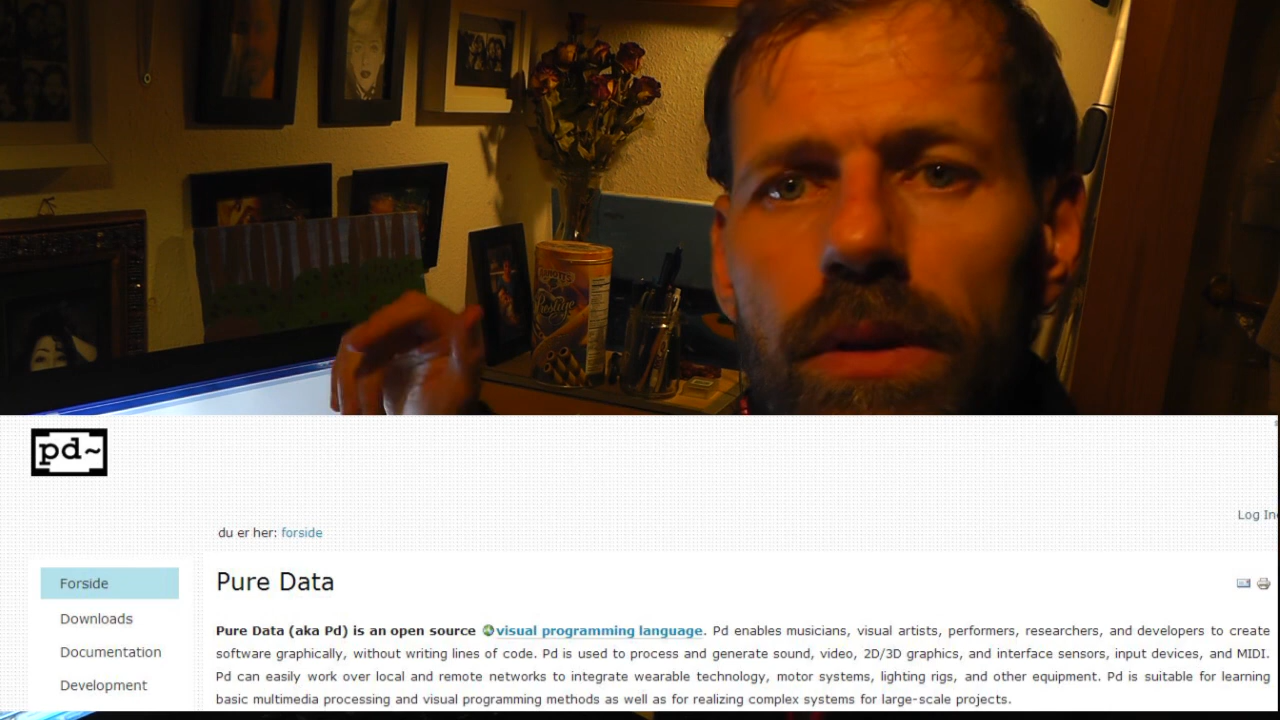 pd~
Log In
du er her: forside
Forside
Downloads
Documentation
Development
Pure Data
Pure Data (aka Pd) is an open source visual programming language. Pd enables musicians, visual artists, performers, researchers, and developers to create
software graphically, without writing lines of code. Pd is used to process and generate sound, video, 2D/3D graphics, and interface sensors, input devices, and MIDI.
Pd can easily work over local and remote networks to integrate wearable technology, motor systems, lighting rigs, and other equipment. Pd is suitable for learning
basic multimedia processing and visual programming methods as well as for realizing complex systems for large-scale projects.